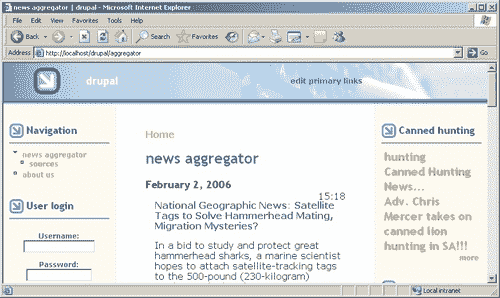 news aggregator | drupal - Microsoft Internet Explorer
File Edit View Favorites Tools Help
Back Search Favorites
Address http://localhost/drupal/aggregator Go
drupal edit primary links
Navigation
news aggregator
sources
about us
User login
Username:
Password:
Home
news aggregator
February 2, 2006
15:18
National Geographic News: Satellite
Tags to Solve Hammerhead Mating,
Migration Mysteries?
In a bid to study and protect great
hammerhead sharks, a marine scientist
hopes to attach satellite-tracking tags
to the 500-pound (230-kilogram)
Canned hunting
hunting
Canned Hunting
News...
Adv. Chris
Mercer takes on
canned lion
hunting in SA!!!
more
Local intranet